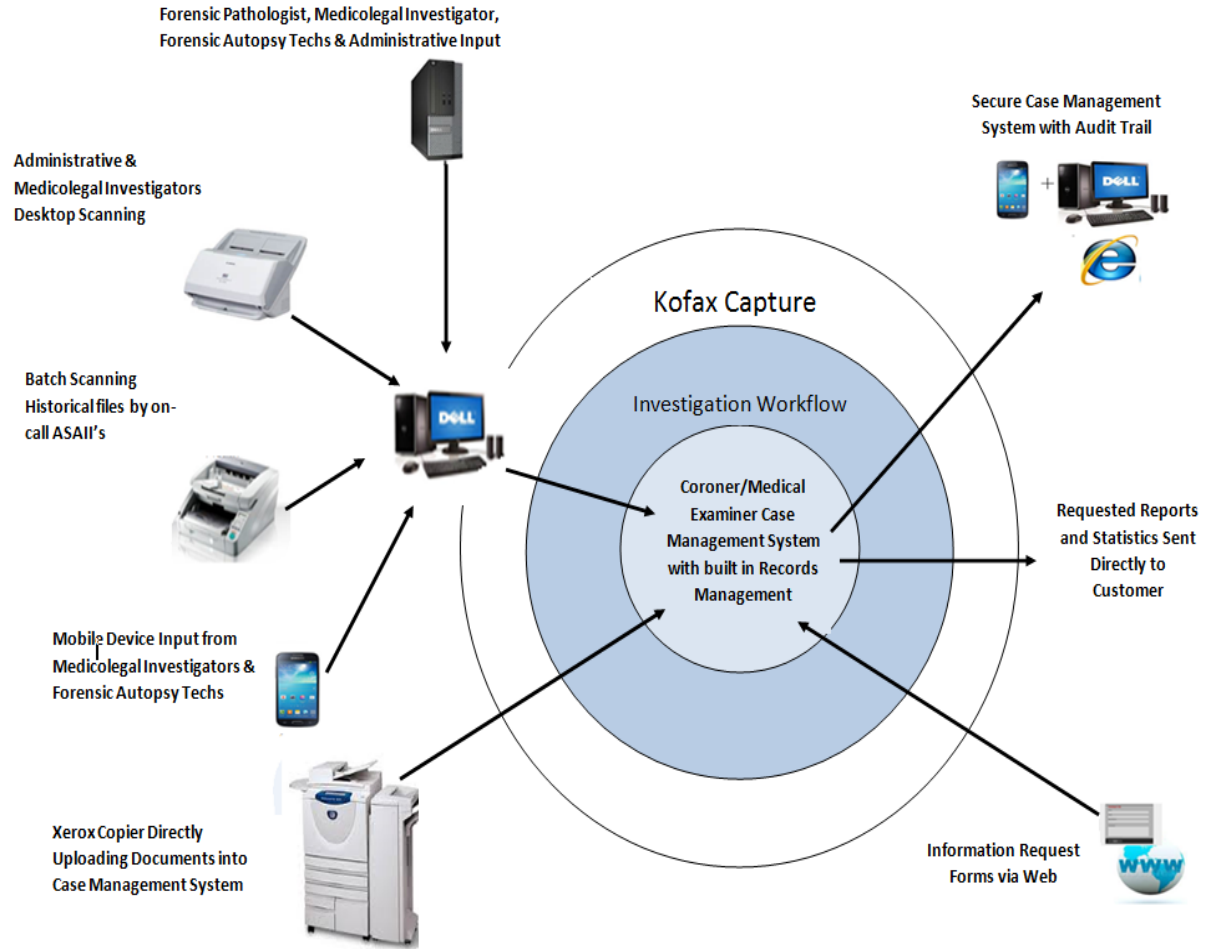 Forensic Pathologist, Medicolegal Investigator,
Forensic Autopsy Techs & Administrative Input
Secure Case Management
System with Audit Trail
Administrative &
Medicolegal Investigators
Desktop Scanning
+
DELL
Kofax Capture
Batch Scanning
Historical files by on-
call ASAII's
DELL
Investigation Workflow
Coroner/Medical
Examiner Case
Management System
with built in Records
Management
Requested Reports
and Statistics Sent
Directly to
Customer
Mobile Device Input from
Medicolegal Investigators &
Forensic Autopsy Techs
Xerox Copier Directly
Uploading Documents into
Case Management System
Information Request
Forms via Web
www